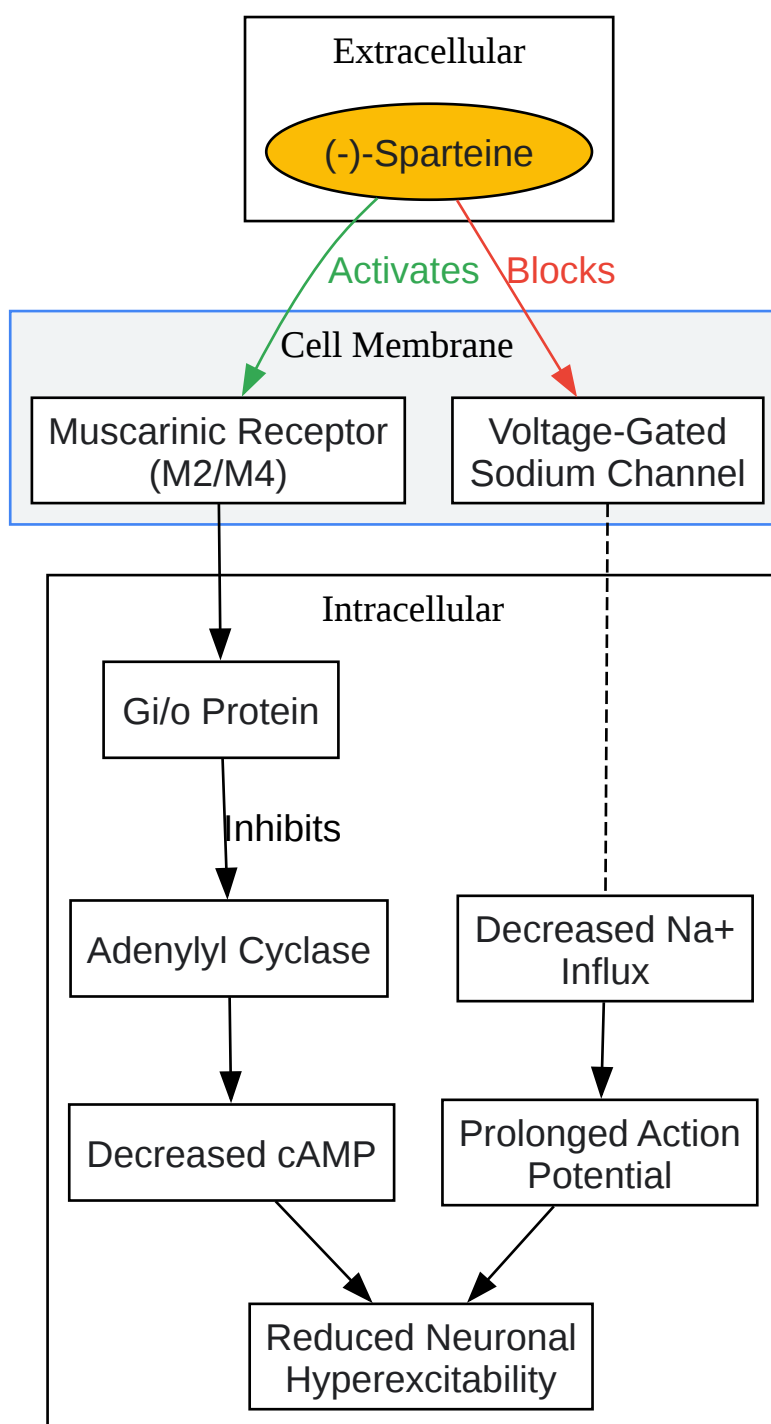 Extracellular
(-)-Sparteine
Activates
Blocks
Cell Membrane
Muscarinic Receptor
(M2/M4)
Voltage-Gated
Sodium Channel
Intracellular
Gi/o Protein
Inhibits
Adenylyl Cyclase
Decreased Na+
Influx
Decreased cAMP
Prolonged Action
Potential
Reduced Neuronal
Hyperexcitability